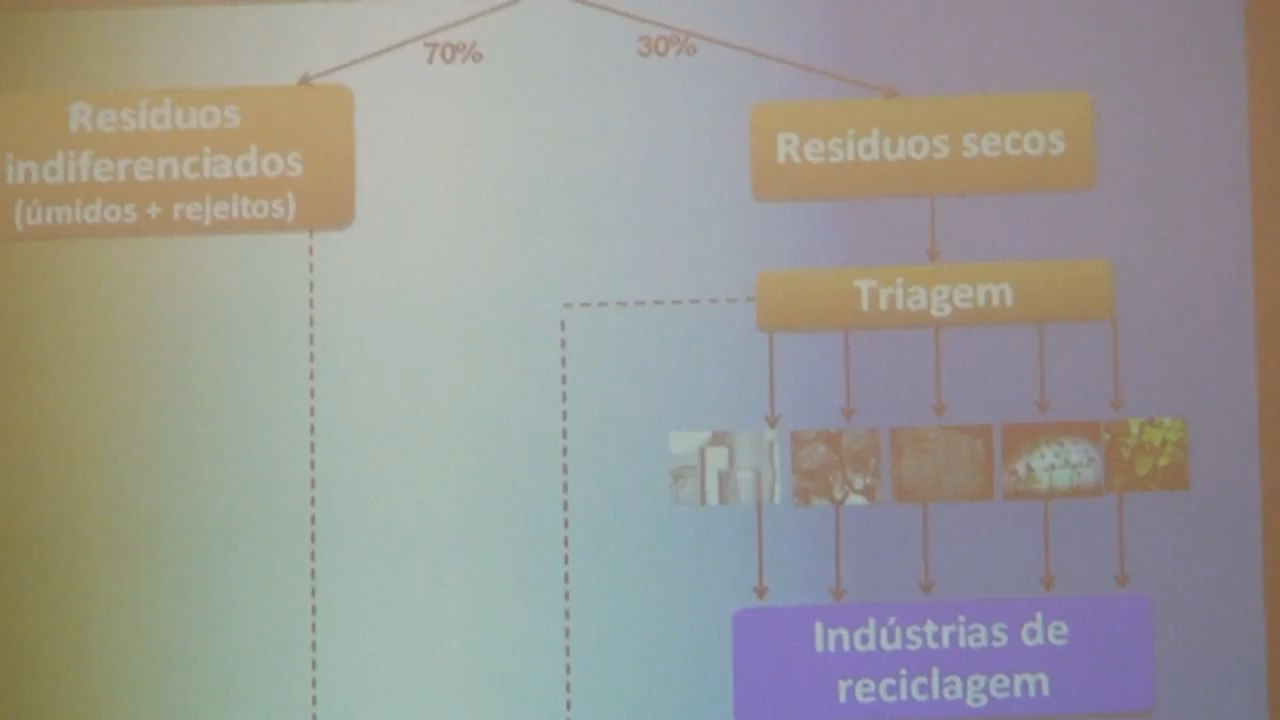 70%
30%
Resíduos
indiferenciados
(úmidos + rejeitos)
Resíduos secos
Triagem
Indústrias de
reciclagem